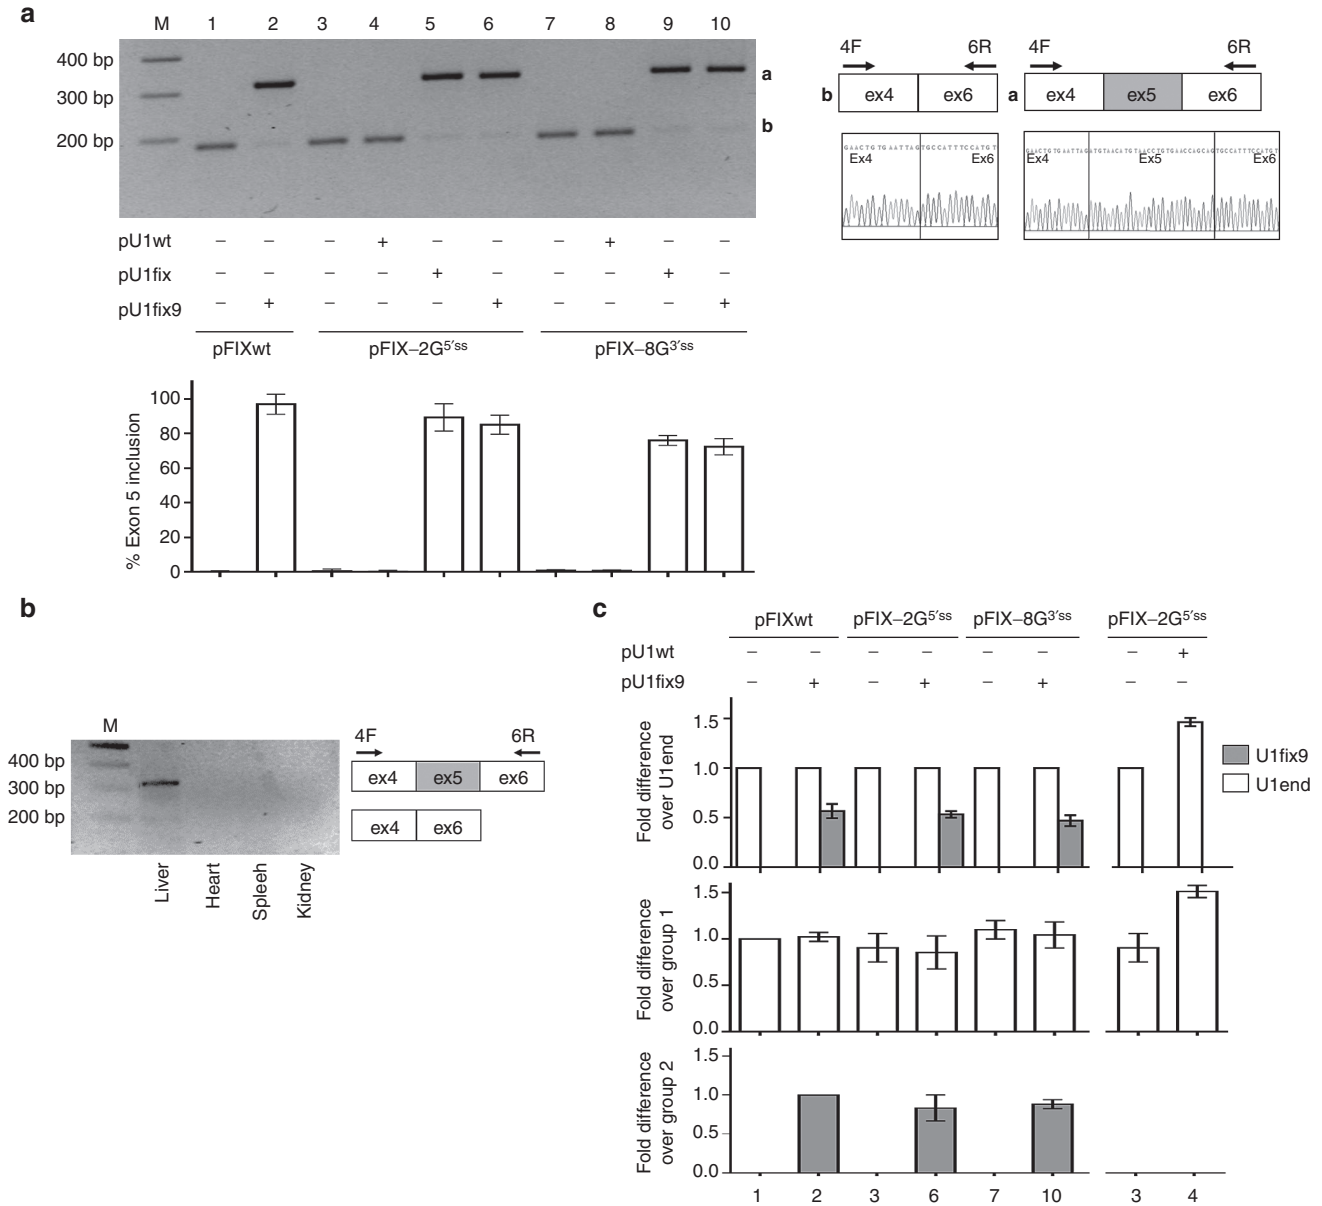 a
M 1 2 3 4 5 6 7 8 9 10
400 bp
300 bp
200 bp
a
b
pU1wt – – – + – – – + – –
pU1fix – – – – + – – – + –
pU1fix9 – + – – – + – – – +
pFIXwt pFIX–2G5′ss pFIX–8G3′ss
4F 6R 4F 6R
b ex4 ex6 a ex4 ex5 ex6
GAACTGTGAATTAG TGCCATTTCCATGT
Ex4 Ex6
GAACTGTGAATTAG ATGTAACATGTAACCTGTGAACCAGCAG TGCCATTTCCATGT
Ex4 Ex5 Ex6
% Exon 5 inclusion
100
80
60
40
20
0
b
M
400 bp
300 bp
200 bp
Liver Heart Spleeh Kidney
4F 6R
ex4 ex5 ex6
ex4 ex6
c
pFIXwt pFIX–2G5′ss pFIX–8G3′ss pFIX–2G5′ss
pU1wt – – – – – – – +
pU1fix9 – + – + – + – –
Fold difference
over U1end
1.5
1.0
0.5
0.0
U1fix9
U1end
Fold difference
over group 1
1.5
1.0
0.5
0.0
Fold difference
over group 2
1.5
1.0
0.5
0.0
1 2 3 6 7 10 3 4